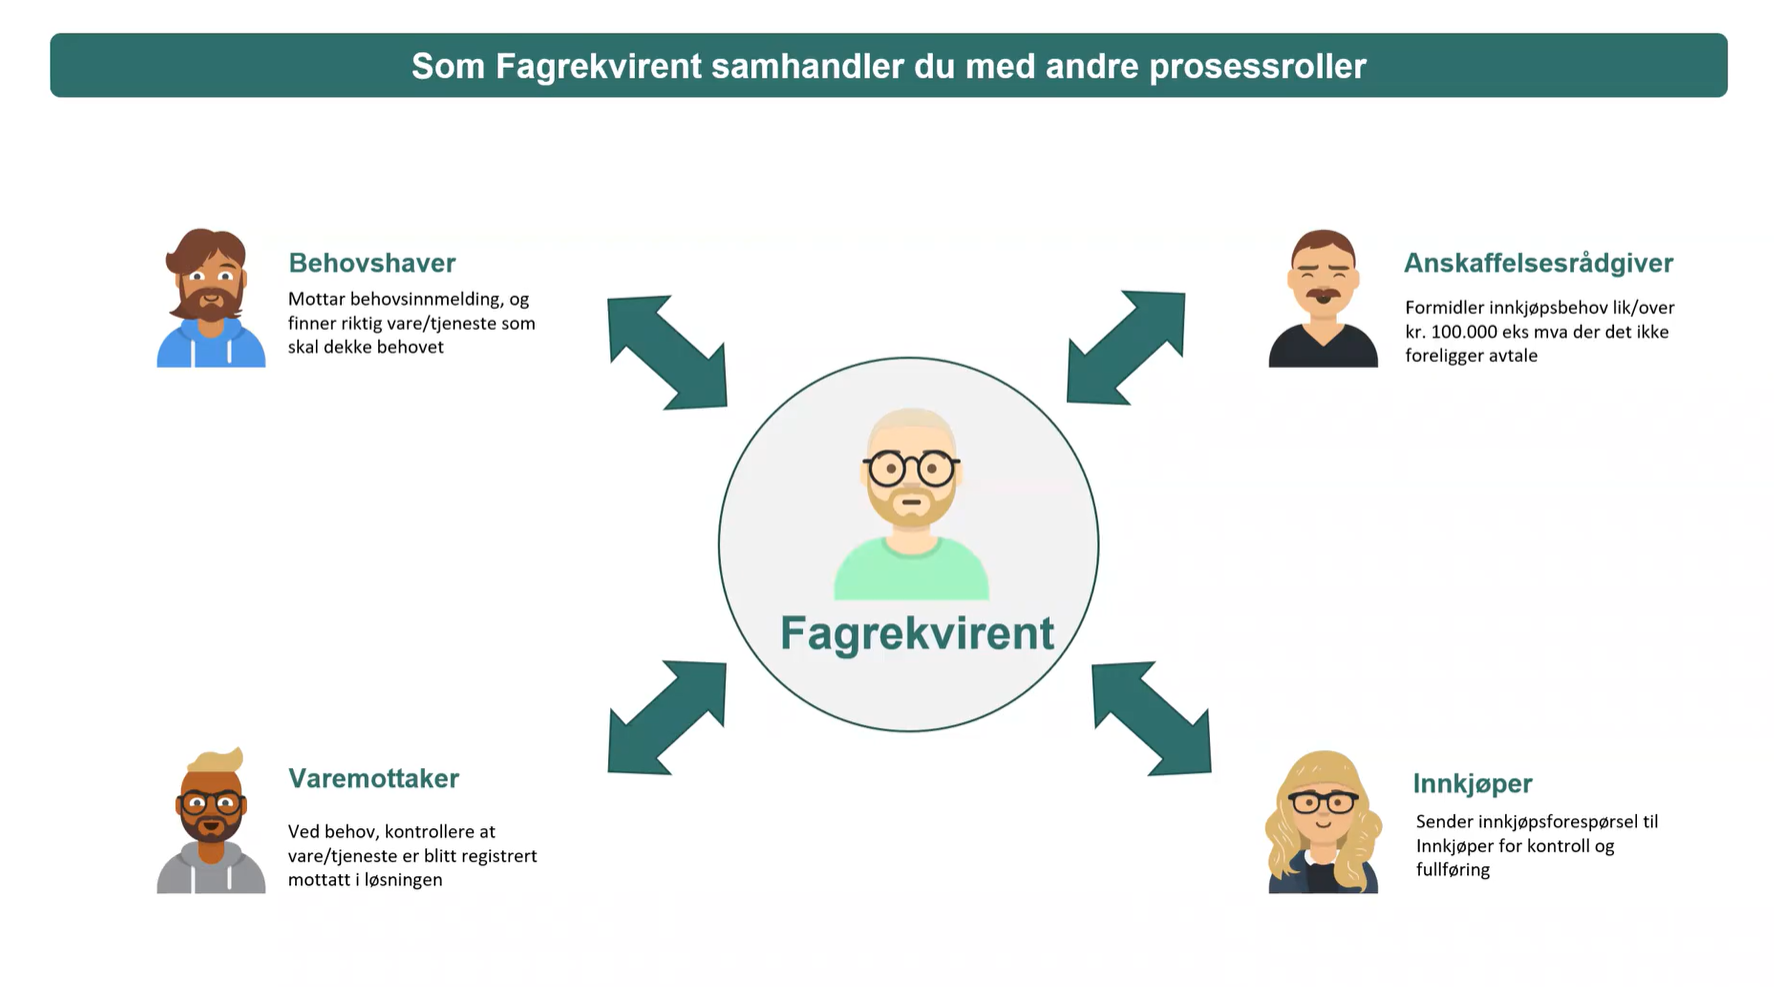 Som Fagrekvirent samhandler du med andre prosessroller
Behovshaver
Mottar behovsinnmelding, og
finner riktig vare/tjeneste som
skal dekke behovet
Anskaffelsesrådgiver
Formidler innkjøpsbehov lik/over
kr. 100.000 eks mva der det ikke
foreligger avtale
Fagrekvirent
Varemottaker
Ved behov, kontrollere at
vare/tjeneste er blitt registrert
mottatt i løsningen
Innkjøper
Sender innkjøpsforespørsel til
Innkjøper for kontroll og
fullføring